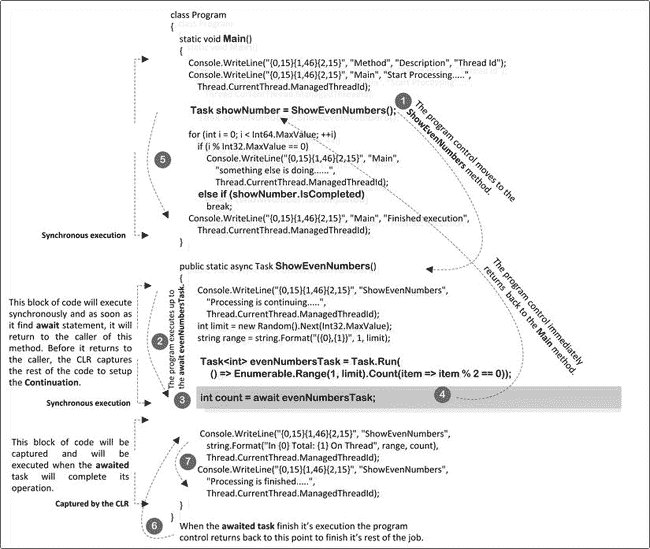 class Program
{
static void Main()
{
Console.WriteLine("{0,15}{1,46}{2,15}", "Method", "Description", "Thread Id");
Console.WriteLine("{0,15}{1,46}{2,15}", "Main", "Start Processing.....",
Thread.CurrentThread.ManagedThreadId);
Task showNumber = ShowEvenNumbers();
1
The program control moves to the
ShowEvenNumbers method.
for (int i = 0; i < Int64.MaxValue; ++i)
if (i % Int32.MaxValue == 0)
5
Console.WriteLine("{0,15}{1,46}{2,15}", "Main",
"something else is doing......",
Thread.CurrentThread.ManagedThreadId);
else if (showNumber.IsCompleted)
break;
Console.WriteLine("{0,15}{1,46}{2,15}", "Main", "Finished execution",
Thread.CurrentThread.ManagedThreadId);
Synchronous execution
}
public static async Task ShowEvenNumbers()
{
Console.WriteLine("{0,15}{1,46}{2,15}", "ShowEvenNumbers",
"Processing is continuing.....",
Thread.CurrentThread.ManagedThreadId);
int limit = new Random().Next(Int32.MaxValue);
string range = string.Format("({0},{1})", 1, limit);
Task<int> evenNumbersTask = Task.Run(
() => Enumerable.Range(1, limit).Count(item => item % 2 == 0));
int count = await evenNumbersTask;
This block of code will execute
synchronously and as soon as
it find await statement, it will
return to the caller of this
method. Before it returns to
the caller, the CLR captures
the rest of the code to setup
the Continuation.
Synchronous execution
2
The program executes up to
the await evenNumbersTask.
3
4
The program control immediately
returns back to the Main method.
This block of code will be
captured and will be
executed when the awaited
task will complete its
operation.
Captured by the CLR
Console.WriteLine("{0,15}{1,46}{2,15}", "ShowEvenNumbers",
string.Format("In {0} Total: {1} On Thread", range, count),
Thread.CurrentThread.ManagedThreadId);
7
Console.WriteLine("{0,15}{1,46}{2,15}", "ShowEvenNumbers",
"Processing is finished.....",
Thread.CurrentThread.ManagedThreadId);
}
}
6
When the awaited task finish it's execution the program
control returns back to this point to finish it's rest of the job.